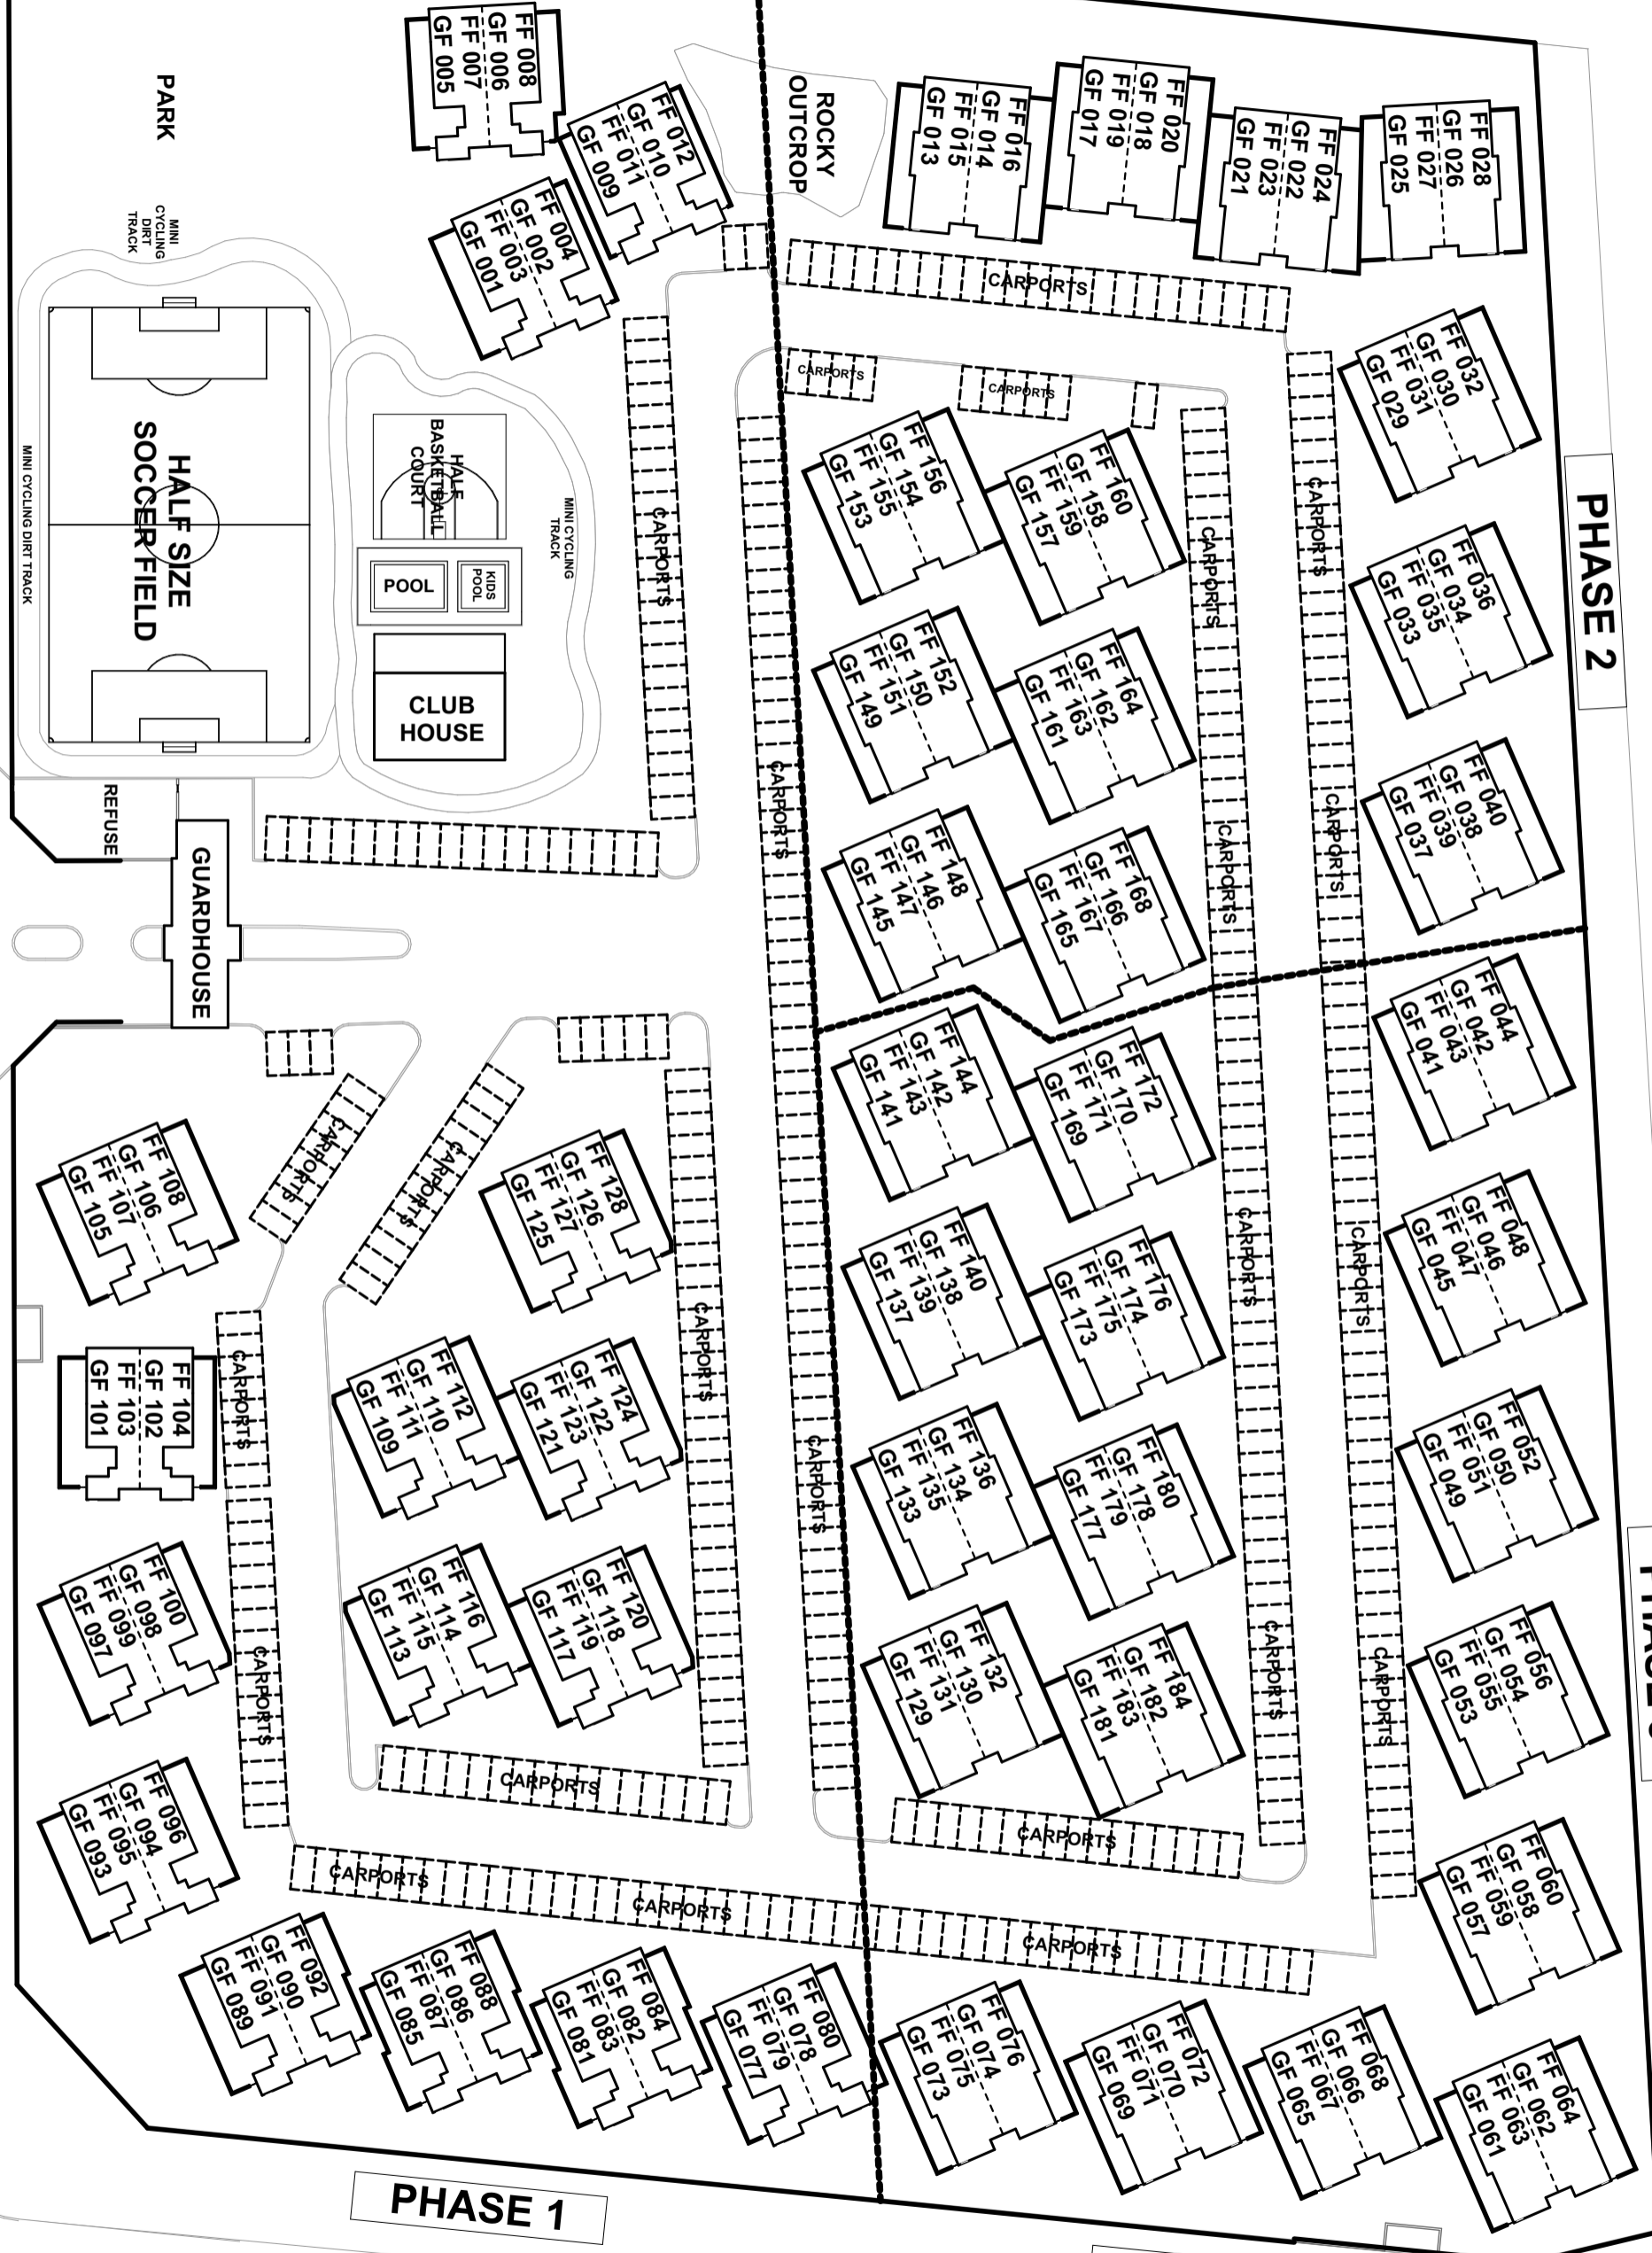 FF 008
GF 006
FF 007
GF 005
FF 012
GF 010
FF 011
GF 009
FF 004
GF 002
FF 003
GF 001
PARK
MINI
CYCLING
DIRT
TRACK
ROCKY
OUTCROP
FF 016
GF 014
FF 015
GF 013
FF 020
GF 018
FF 019
GF 017
FF 024
GF 022
FF 023
GF 021
FF 028
GF 026
FF 027
GF 025
CARPORTS
CARPORTS
CARPORTS
FF 032
GF 030
FF 031
GF 029
FF 036
GF 034
FF 035
GF 033
FF 040
GF 038
FF 039
GF 037
PHASE 2
HALF SIZE
SOCCER FIELD
MINI CYCLING DIRT TRACK
HALF
BASKETBALL
COURT
MINI CYCLING
TRACK
POOL
KIDS
POOL
CLUB
HOUSE
REFUSE
GUARDHOUSE
CARPORTS
CARPORTS
CARPORTS
CARPORTS
CARPORTS
CARPORTS
FF 156
GF 154
FF 155
GF 153
FF 160
GF 158
FF 159
GF 157
FF 152
GF 150
FF 151
GF 149
FF 164
GF 162
FF 163
GF 161
FF 148
GF 146
FF 147
GF 145
FF 168
GF 166
FF 167
GF 165
FF 144
GF 142
FF 143
GF 141
FF 172
GF 170
FF 171
GF 169
FF 140
GF 138
FF 139
GF 137
FF 176
GF 174
FF 175
GF 173
FF 136
GF 134
FF 135
GF 133
FF 180
GF 178
FF 179
GF 177
FF 132
GF 130
FF 131
GF 129
FF 184
GF 182
FF 183
GF 181
FF 044
GF 042
FF 043
GF 041
FF 048
GF 046
FF 047
GF 045
FF 052
GF 050
FF 051
GF 049
FF 056
GF 054
FF 055
GF 053
FF 060
GF 058
FF 059
GF 057
FF 064
GF 062
FF 063
GF 061
CARPORTS
CARPORTS
CARPORTS
CARPORTS
CARPORTS
CARPORTS
CARPORTS
CARPORTS
CARPORTS
CARPORTS
CARPORTS
FF 108
GF 106
FF 107
GF 105
FF 104
GF 102
FF 103
GF 101
FF 100
GF 098
FF 099
GF 097
FF 096
GF 094
FF 095
GF 093
FF 128
GF 126
FF 127
GF 125
FF 112
GF 110
FF 111
GF 109
FF 124
GF 122
FF 123
GF 121
FF 116
GF 114
FF 115
GF 113
FF 120
GF 118
FF 119
GF 117
CARPORTS
CARPORTS
CARPORTS
CARPORTS
FF 092
GF 090
FF 091
GF 089
FF 088
GF 086
FF 087
GF 085
FF 084
GF 082
FF 083
GF 081
FF 080
GF 078
FF 079
GF 077
FF 076
GF 074
FF 075
GF 073
FF 072
GF 070
FF 071
GF 069
FF 068
GF 066
FF 067
GF 065
PHASE 1